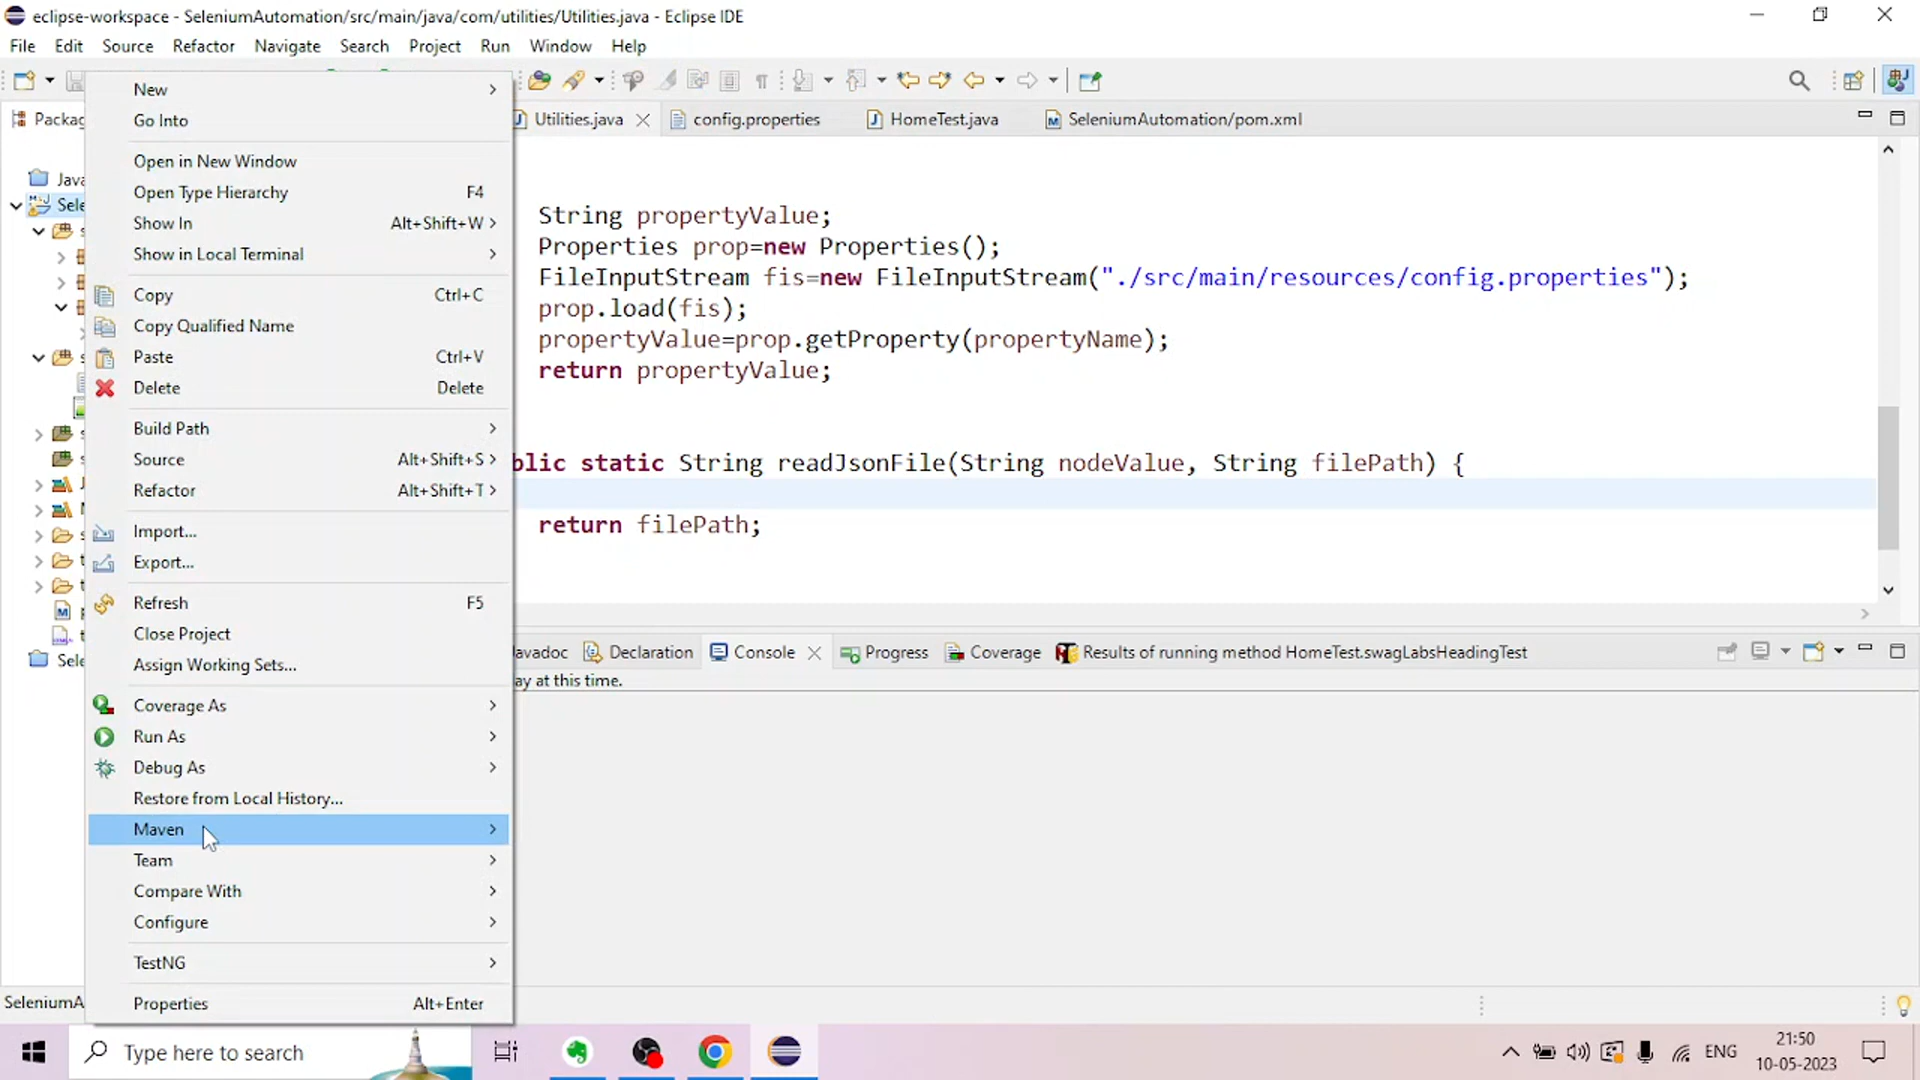 eclipse-workspace - SeleniumAutomation/src/main/java/com/utilities/Utilities.java - Eclipse IDE
File Edit Source Refactor Navigate Search Project Run Window Help
Utilities.java config.properties HomeTest.java SeleniumAutomation/pom.xml
New
Go Into
Open in New Window
Open Type Hierarchy F4
Show In Alt+Shift+W >
Show in Local Terminal
Copy Ctrl+C
Copy Qualified Name
Paste Ctrl+V
Delete Delete
Build Path
Source Alt+Shift+S >
Refactor Alt+Shift+T >
Import...
Export...
Refresh F5
Close Project
Assign Working Sets...
Coverage As
Run As
Debug As
Restore from Local History...
Maven
Team
Compare With
Configure
TestNG
Properties Alt+Enter
String propertyValue;
Properties prop=new Properties();
FileInputStream fis=new FileInputStream("./src/main/resources/config.properties");
prop.load(fis);
propertyValue=prop.getProperty(propertyName);
return propertyValue;
blic static String readJsonFile(String nodeValue, String filePath) {
return filePath;
avadoc Declaration Console Progress Coverage Results of running method HomeTest.swagLabsHeadingTest
ay at this time.
Packag
Java
Sele
Sele
SeleniumA
Type here to search
ENG
21:50
10-05-2023